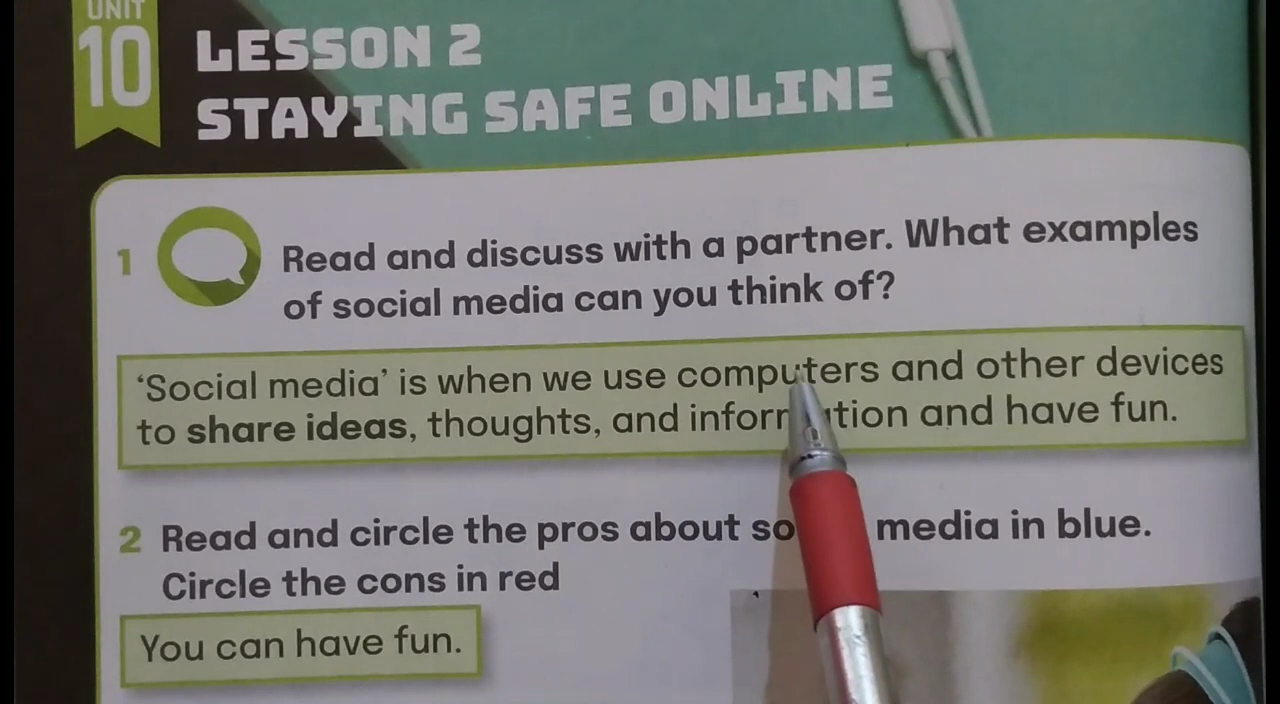 UNIT
10
LESSON 2
STAYING SAFE ONLINE
1 Read and discuss with a partner. What examples
of social media can you think of?
'Social media' is when we use computers and other devices
to share ideas, thoughts, and information and have fun.
2 Read and circle the pros about so media in blue.
Circle the cons in red
You can have fun.